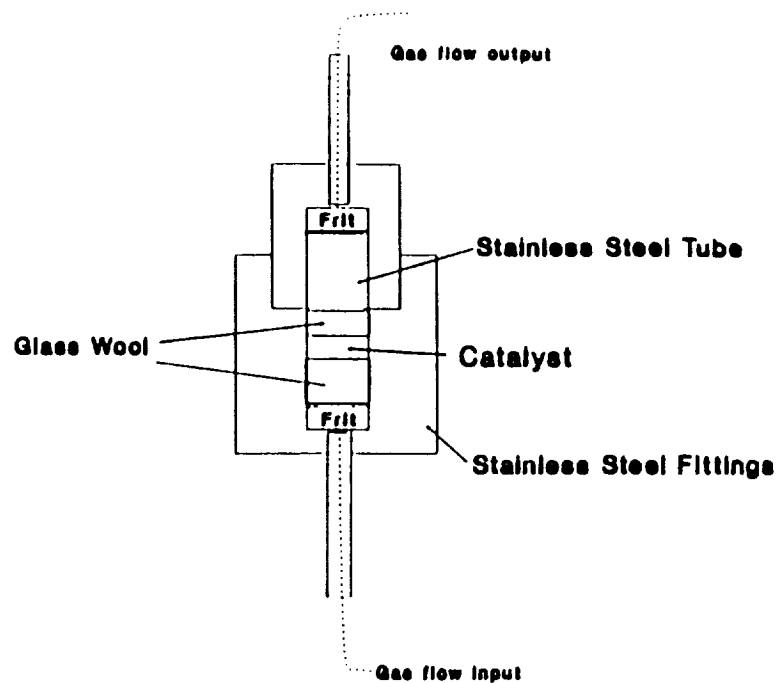 Gas flow output
Frit
Stainless Steel Tube
Glass Wool
Catalyst
Frit
Stainless Steel Fittings
Gas flow input